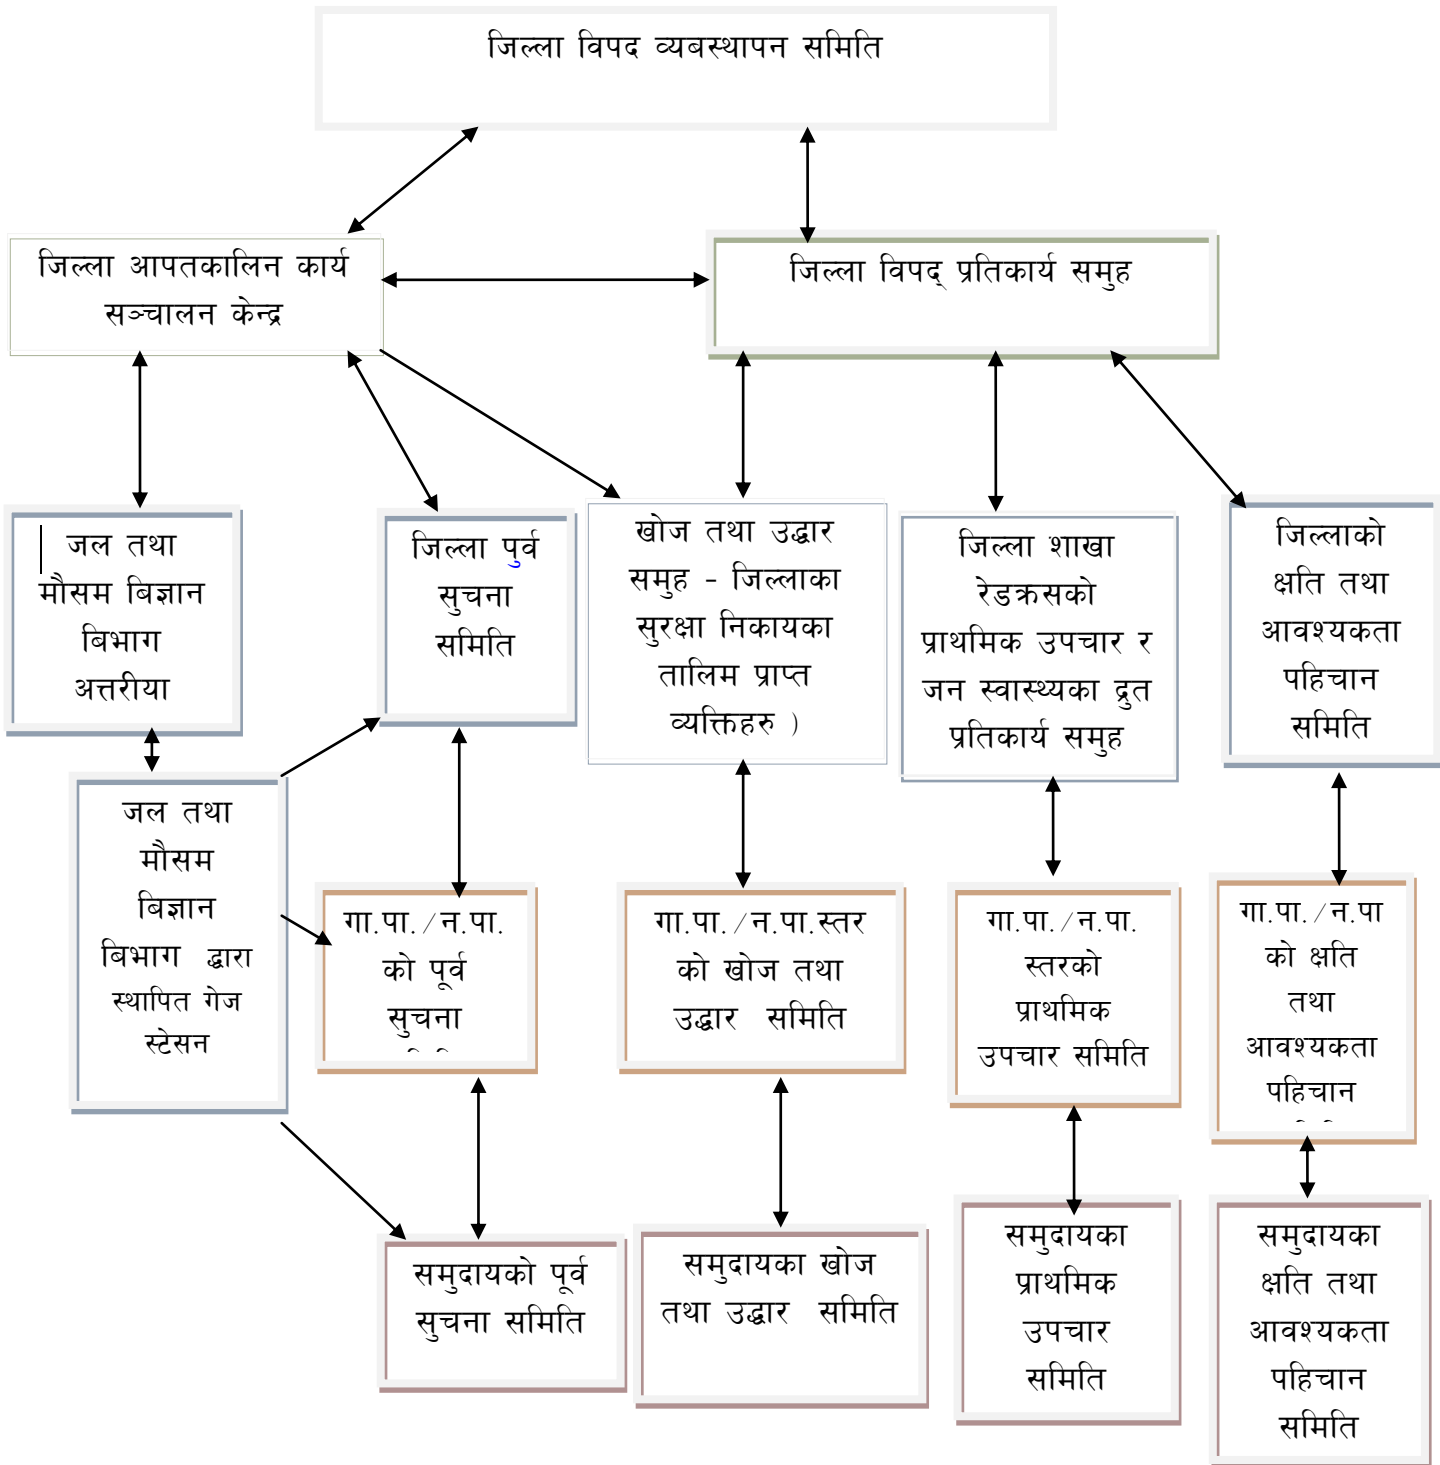 जिल्ला विपद व्यबस्थापन समिति
जिल्ला आपतकालिन कार्य
सञ्चालन केन्द्र
जिल्ला विपद् प्रतिकार्य समुह
जल तथा
मौसम बिज्ञान
बिभाग
अत्तरीया
जिल्ला पुर्व
सुचना
समिति
खोज तथा उद्धार
समुह - जिल्लाका
सुरक्षा निकायका
तालिम प्राप्त
व्यक्तिहरु )
जिल्ला शाखा
रेडक्रसको
प्राथमिक उपचार र
जन स्वास्थ्यका द्रुत
प्रतिकार्य समुह
जिल्लाको
क्षति तथा
आवश्यकता
पहिचान
समिति
जल तथा
मौसम
बिज्ञान
बिभाग द्धारा
स्थापित गेज
स्टेसन
गा.पा./न.पा.
को पूर्व
सुचना
गा.पा./न.पा.स्तर
को खोज तथा
उद्धार समिति
गा.पा./न.पा.
स्तरको
प्राथमिक
उपचार समिति
गा.पा./न.पा
को क्षति
तथा
आवश्यकता
पहिचान
समुदायको पूर्व
सुचना समिति
समुदायका खोज
तथा उद्धार समिति
समुदायका
प्राथमिक
उपचार
समिति
समुदायका
क्षति तथा
आवश्यकता
पहिचान
समिति